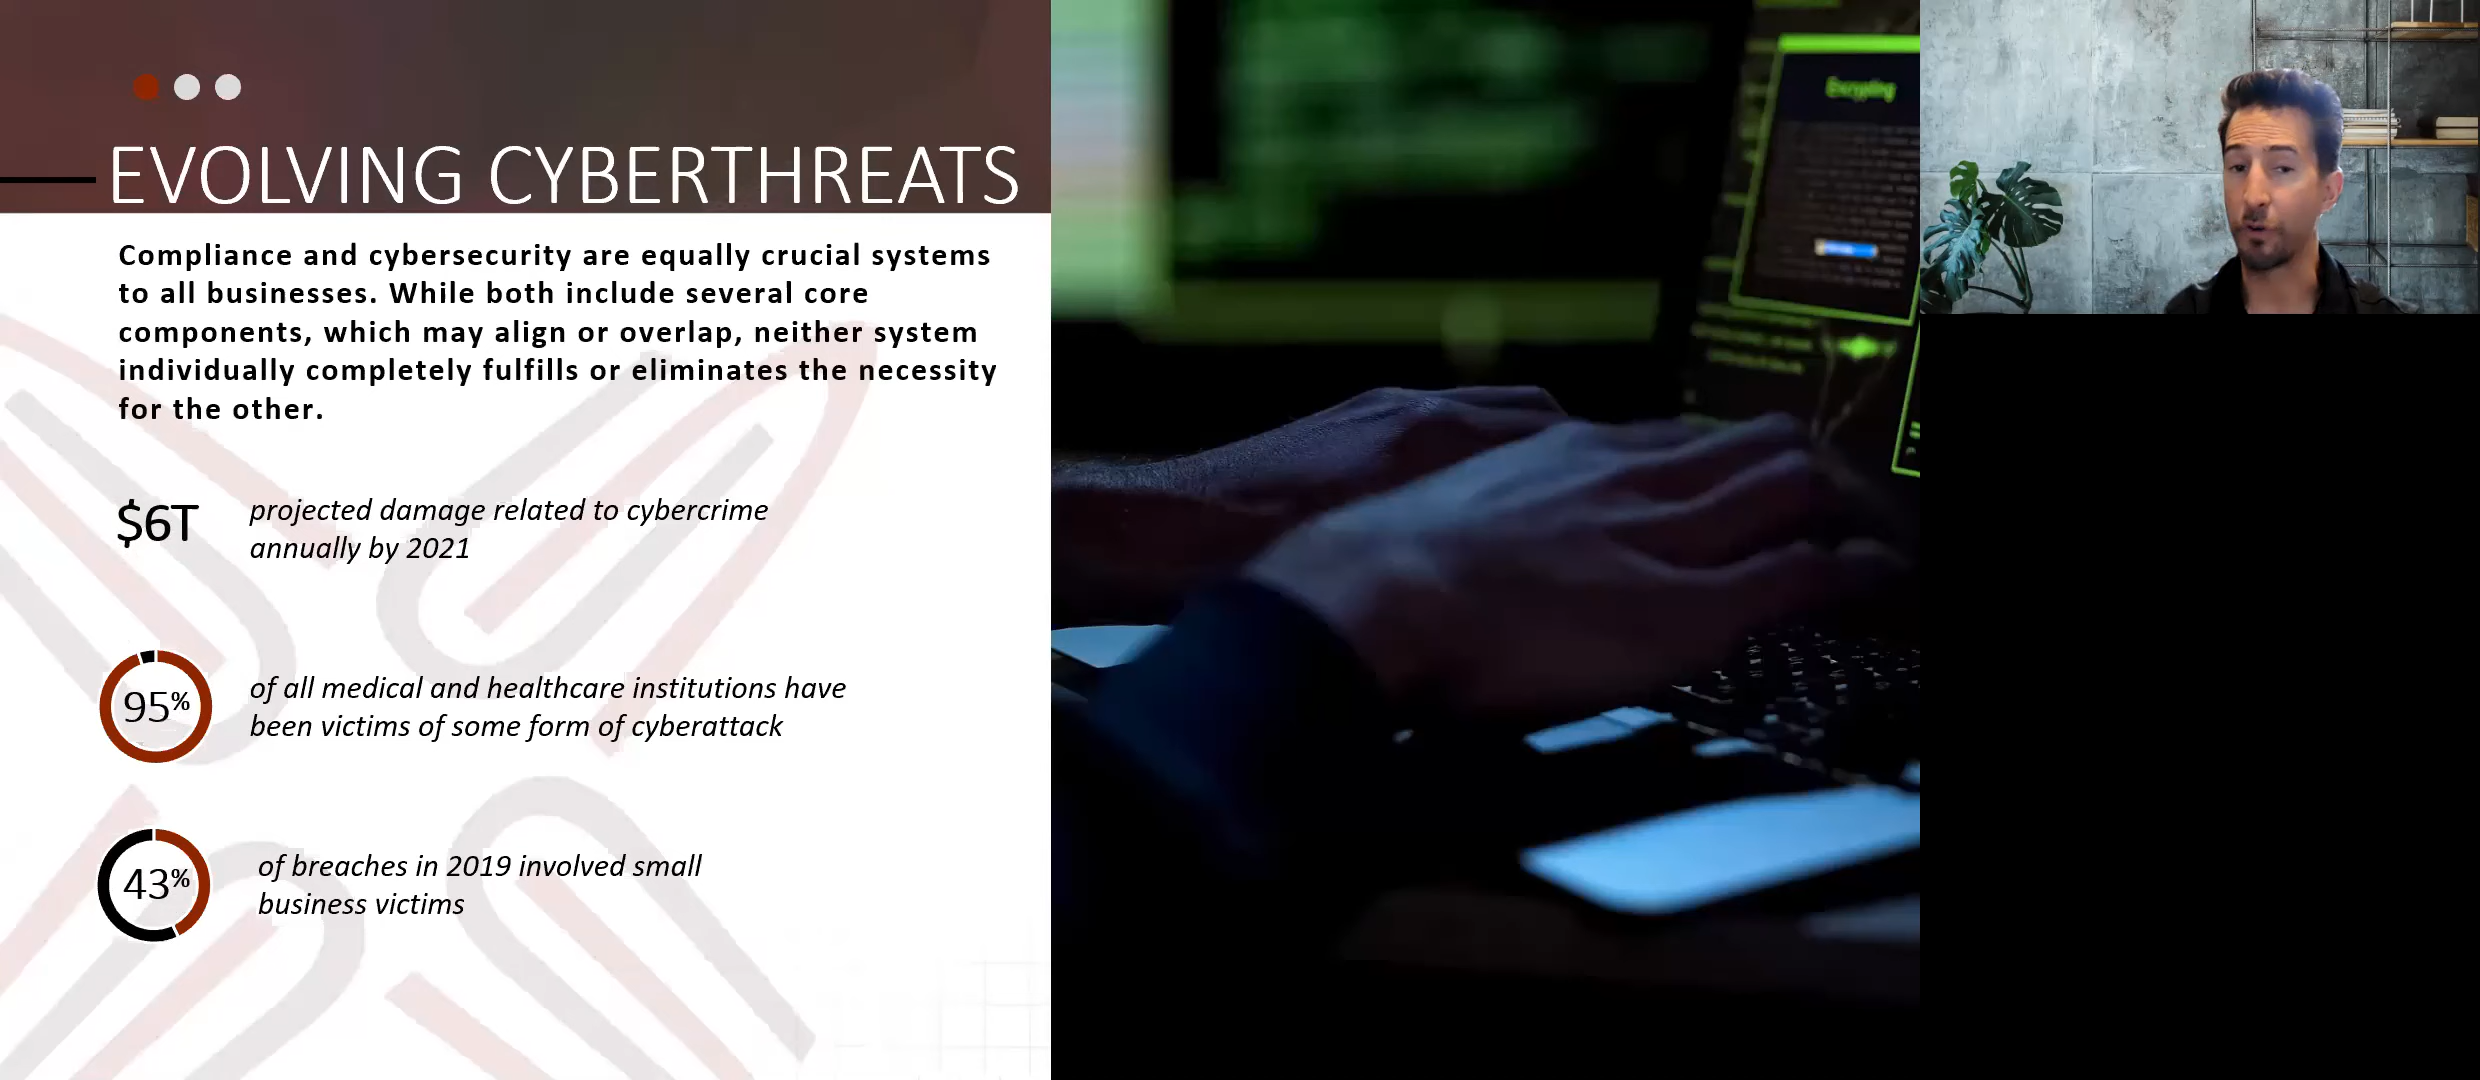 EVOLVING CYBERTHREATS
Compliance and cybersecurity are equally crucial systems
to all businesses. While both include several core
components, which may align or overlap, neither system
individually completely fulfills or eliminates the necessity
for the other.
$6T
projected damage related to cybercrime
annually by 2021
95%
of all medical and healthcare institutions have
been victims of some form of cyberattack
43%
of breaches in 2019 involved small
business victims
Encrypting